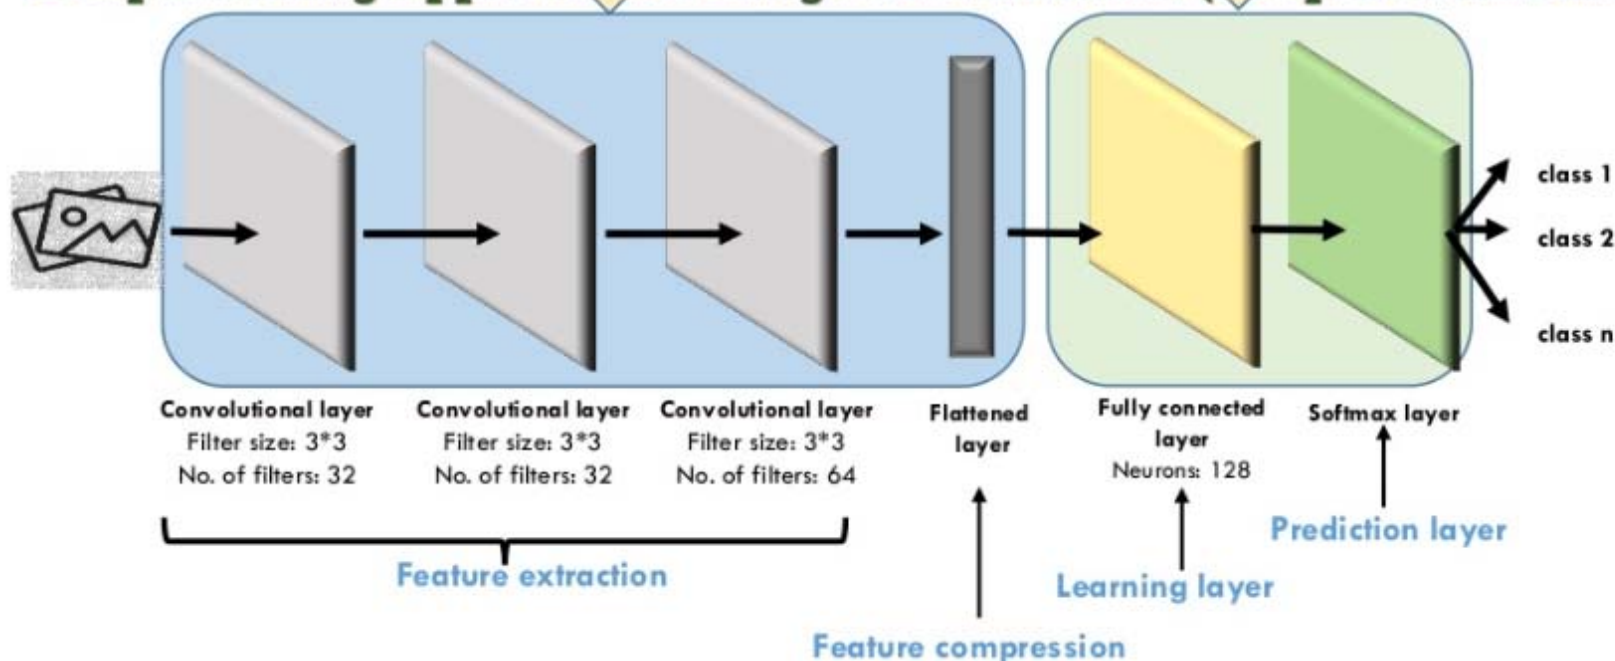 class 1
class 2
class n
Convolutional layer
Filter size: 3*3
No. of filters: 32
Convolutional layer
Filter size: 3*3
No. of filters: 32
Convolutional layer
Filter size: 3*3
No. of filters: 64
Flattened
layer
Fully connected
layer
Neurons: 128
Softmax layer
Feature extraction
Feature compression
Learning layer
Prediction layer